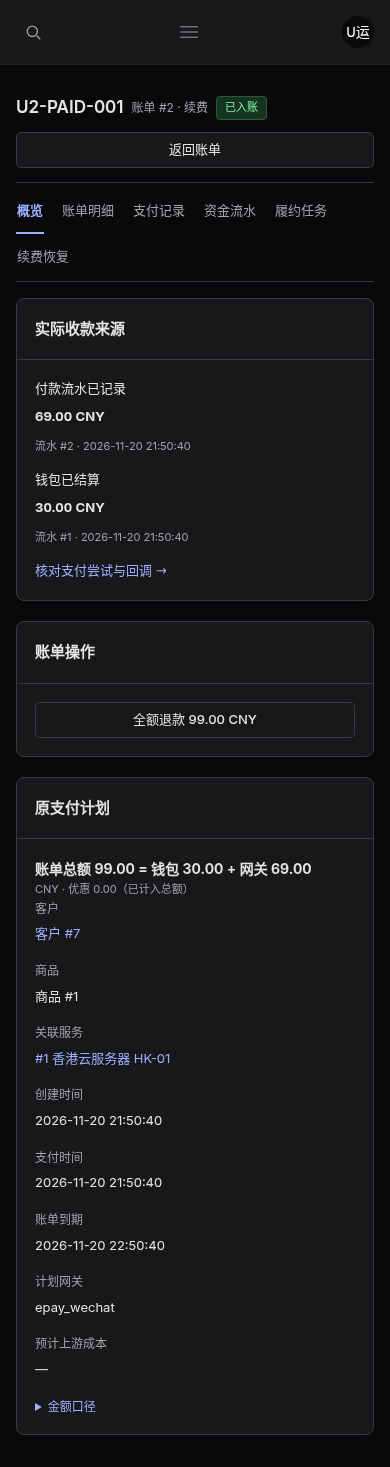 U运
U2-PAID-001 账单 #2 · 续费 已入账
返回账单
概览 账单明细 支付记录 资金流水 履约任务
续费恢复
实际收款来源
付款流水已记录
69.00 CNY
流水 #2 · 2026-11-20 21:50:40
钱包已结算
30.00 CNY
流水 #1 · 2026-11-20 21:50:40
核对支付尝试与回调 →
账单操作
全额退款 99.00 CNY
原支付计划
账单总额 99.00 = 钱包 30.00 + 网关 69.00
CNY · 优惠 0.00（已计入总额）
客户
客户 #7
商品
商品 #1
关联服务
#1 香港云服务器 HK-01
创建时间
2026-11-20 21:50:40
支付时间
2026-11-20 21:50:40
账单到期
2026-11-20 22:50:40
计划网关
epay_wechat
预计上游成本
—
▶ 金额口径